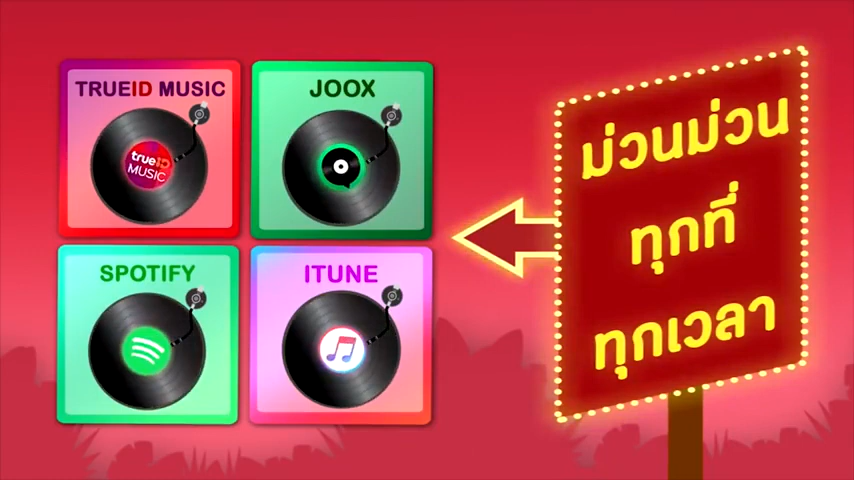 TRUEID MUSIC
trueID
MUSIC
JOOX
SPOTIFY
ITUNE
ม่วนม่วน
ทุกที่
ทุกเวลา